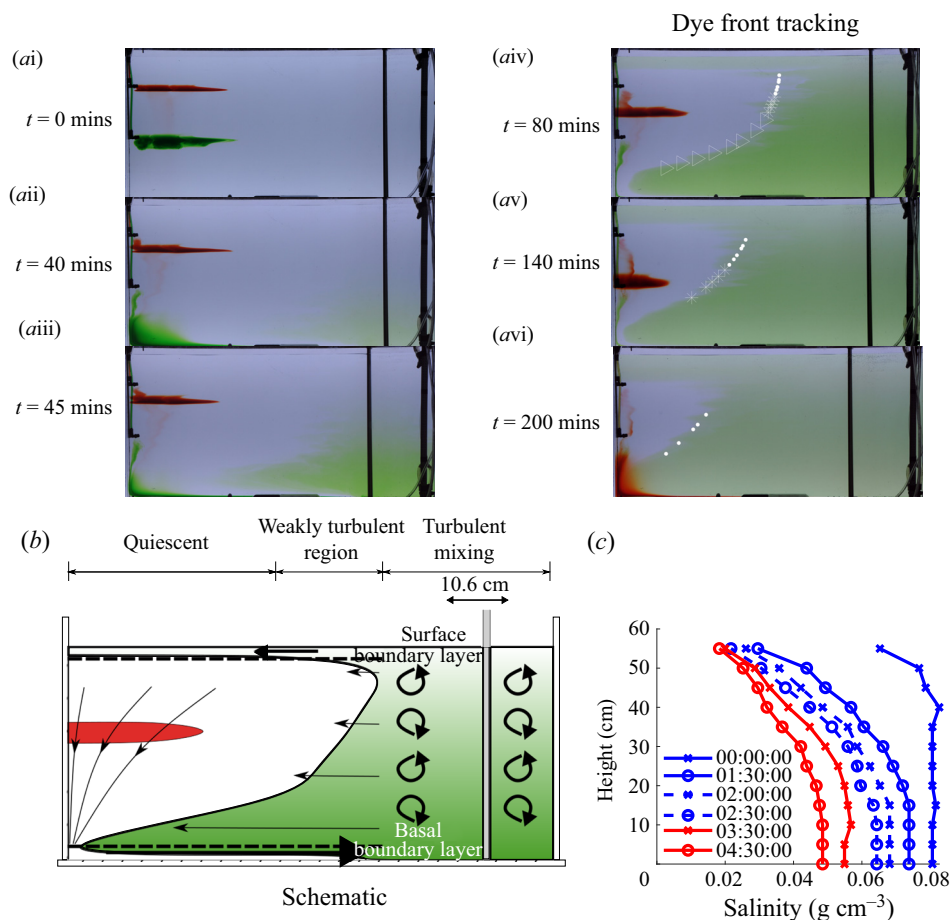 Dye front tracking
(ai)
t = 0 mins
(aii)
t = 40 mins
(aiii)
t = 45 mins
(aiv)
t = 80 mins
(av)
t = 140 mins
(avi)
t = 200 mins
(b)
Quiescent
Weakly turbulent
region
Turbulent
mixing
10.6 cm
Surface
boundary layer
Basal
boundary layer
Schematic
(c)
60
50
40
30
20
10
Height (cm)
00:00:00
01:30:00
02:00:00
02:30:00
03:30:00
04:30:00
0 0.02 0.04 0.06 0.08
Salinity (g cm⁻³)